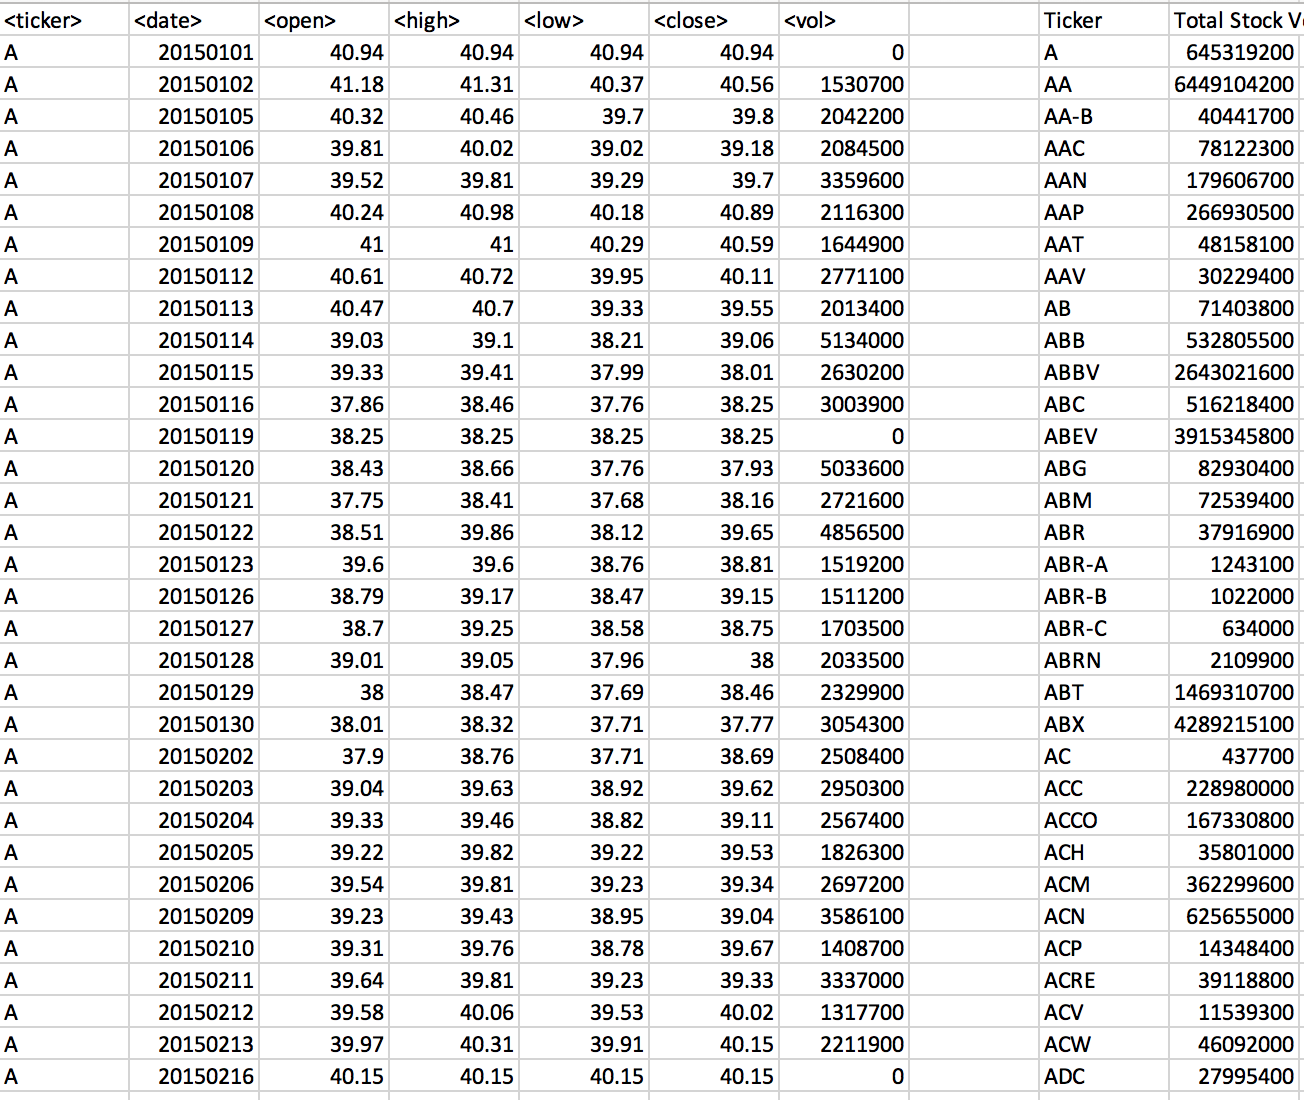 <ticker> <date> <open> <high> <low> <close> <vol> Ticker Total Stock V
A 20150101 40.94 40.94 40.94 40.94 0 A 645319200
A 20150102 41.18 41.31 40.37 40.56 1530700 AA 6449104200
A 20150105 40.32 40.46 39.7 39.8 2042200 AA-B 40441700
A 20150106 39.81 40.02 39.02 39.18 2084500 AAC 78122300
A 20150107 39.52 39.81 39.29 39.7 3359600 AAN 179606700
A 20150108 40.24 40.98 40.18 40.89 2116300 AAP 266930500
A 20150109 41 41 40.29 40.59 1644900 AAT 48158100
A 20150112 40.61 40.72 39.95 40.11 2771100 AAV 30229400
A 20150113 40.47 40.7 39.33 39.55 2013400 AB 71403800
A 20150114 39.03 39.1 38.21 39.06 5134000 ABB 532805500
A 20150115 39.33 39.41 37.99 38.01 2630200 ABBV 2643021600
A 20150116 37.86 38.46 37.76 38.25 3003900 ABC 516218400
A 20150119 38.25 38.25 38.25 38.25 0 ABEV 3915345800
A 20150120 38.43 38.66 37.76 37.93 5033600 ABG 82930400
A 20150121 37.75 38.41 37.68 38.16 2721600 ABM 72539400
A 20150122 38.51 39.86 38.12 39.65 4856500 ABR 37916900
A 20150123 39.6 39.6 38.76 38.81 1519200 ABR-A 1243100
A 20150126 38.79 39.17 38.47 39.15 1511200 ABR-B 1022000
A 20150127 38.7 39.25 38.58 38.75 1703500 ABR-C 634000
A 20150128 39.01 39.05 37.96 38 2033500 ABRN 2109900
A 20150129 38 38.47 37.69 38.46 2329900 ABT 1469310700
A 20150130 38.01 38.32 37.71 37.77 3054300 ABX 4289215100
A 20150202 37.9 38.76 37.71 38.69 2508400 AC 437700
A 20150203 39.04 39.63 38.92 39.62 2950300 ACC 228980000
A 20150204 39.33 39.46 38.82 39.11 2567400 ACCO 167330800
A 20150205 39.22 39.82 39.22 39.53 1826300 ACH 35801000
A 20150206 39.54 39.81 39.23 39.34 2697200 ACM 362299600
A 20150209 39.23 39.43 38.95 39.04 3586100 ACN 625655000
A 20150210 39.31 39.76 38.78 39.67 1408700 ACP 14348400
A 20150211 39.64 39.81 39.23 39.33 3337000 ACRE 39118800
A 20150212 39.58 40.06 39.53 40.02 1317700 ACV 11539300
A 20150213 39.97 40.31 39.91 40.15 2211900 ACW 46092000
A 20150216 40.15 40.15 40.15 40.15 0 ADC 27995400